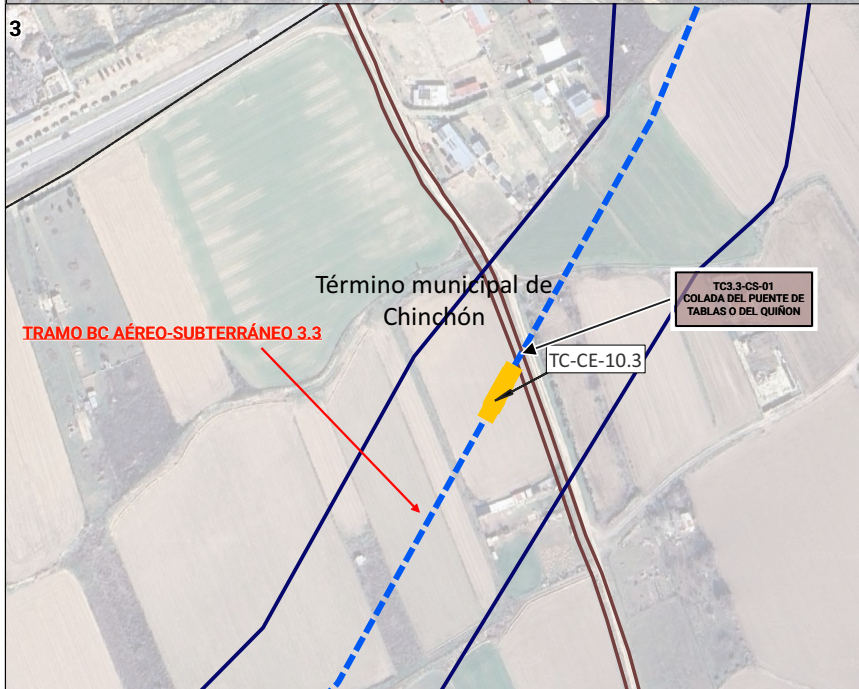 3
Término municipal de
Chinchón
TC3.3-CS-01
COLADA DEL PUENTE DE
TABLAS O DEL QUIÑON
TRAMO BC AÉREO-SUBTERRÁNEO 3.3
TC-CE-10.3